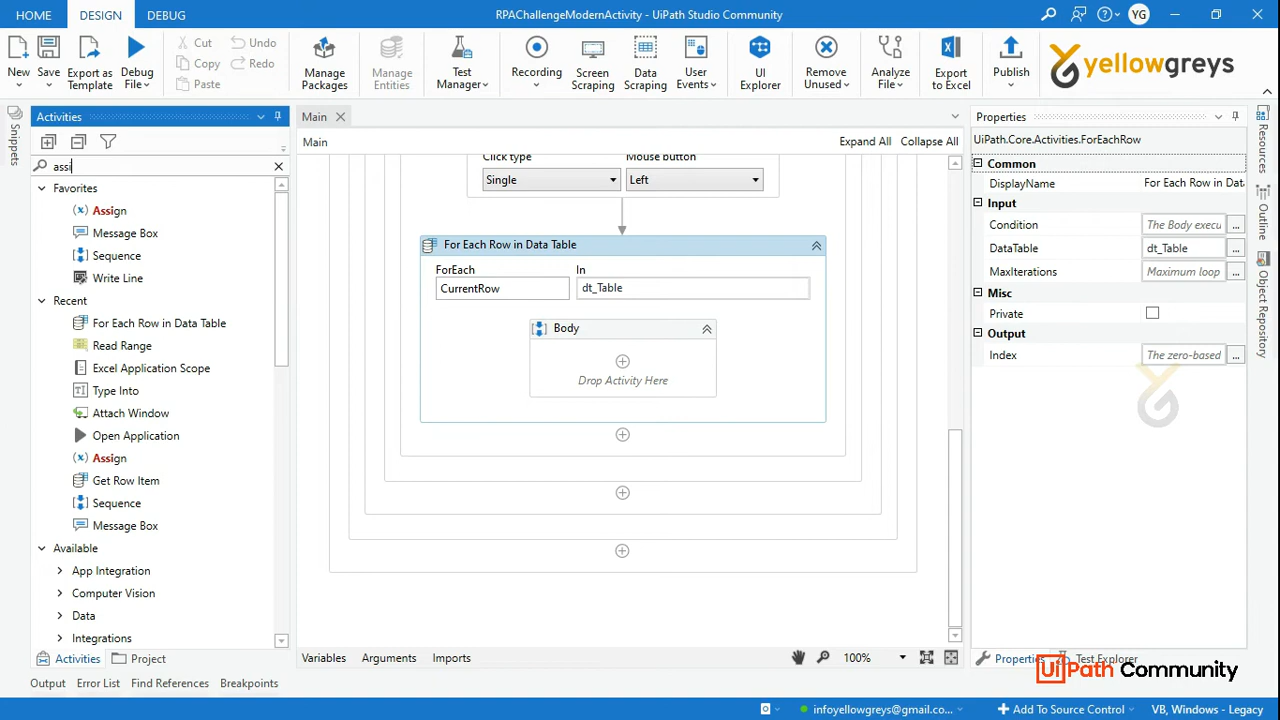 HOME DESIGN DEBUG RPAChallengeModernActivity - UiPath Studio Community YG
New Save Export as Template Debug File Cut Copy Paste Undo Redo Manage Packages Manage Entities Test Manager Recording Screen Scraping Data Scraping User Events UI Explorer Remove Unused Analyze File Export to Excel Publish yellowgreys
Snippets
Activities
assi
Favorites
Assign
Message Box
Sequence
Write Line
Recent
For Each Row in Data Table
Read Range
Excel Application Scope
Type Into
Attach Window
Open Application
Assign
Get Row Item
Sequence
Message Box
Available
App Integration
Computer Vision
Data
Integrations
Activities Project
Main
Main Expand All Collapse All
Click type Mouse button
Single Left
For Each Row in Data Table
ForEach In
CurrentRow dt_Table
Body
Drop Activity Here
Variables Arguments Imports 100%
Properties
UiPath.Core.Activities.ForEachRow
Common
DisplayName For Each Row in Dat
Input
Condition The Body execu ...
DataTable dt_Table ...
MaxIterations Maximum loop ...
Misc
Private
Output
Index The zero-based ...
Properties Test Explorer
UiPath Community
Resources
Outline
Object Repository
Output Error List Find References Breakpoints
infoyellowgreys@gmail.co... Add To Source Control VB, Windows - Legacy